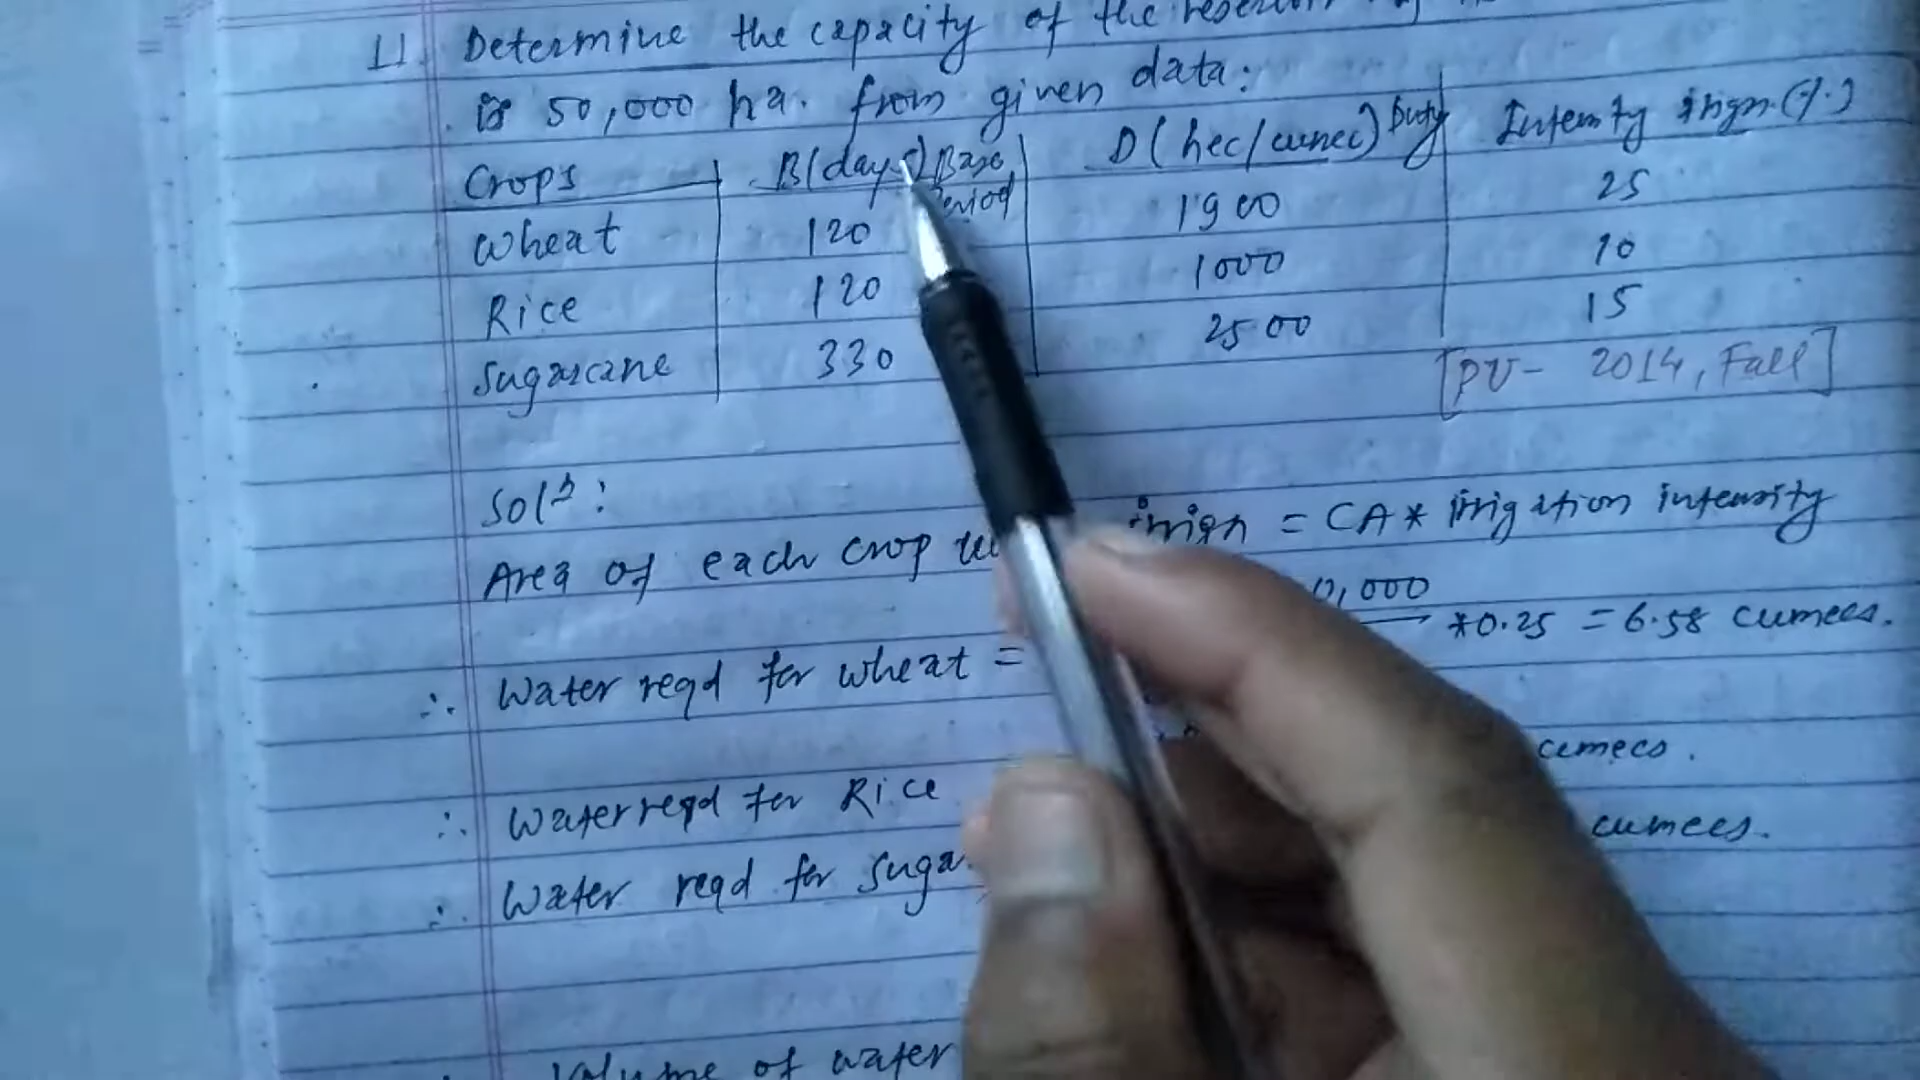 11. Determine the capacity of the reservoir
is 50,000 ha. from given data:
Crops B(days) Base Period D(hec/cumec) Duty Intensity irign.(%)
Wheat 120 1900 25
Rice 120 1000 10
Sugarcane 330 2500 15
[PU- 2014, Fall]
Soln:
Area of each crop irrign = CA * irrigation intensity
∴ Water reqd for wheat = ,000 *0.25 = 6.58 cumecs.
∴ Water reqd for Rice cumecs.
∴ Water reqd for suga cumecs.
Volume of water